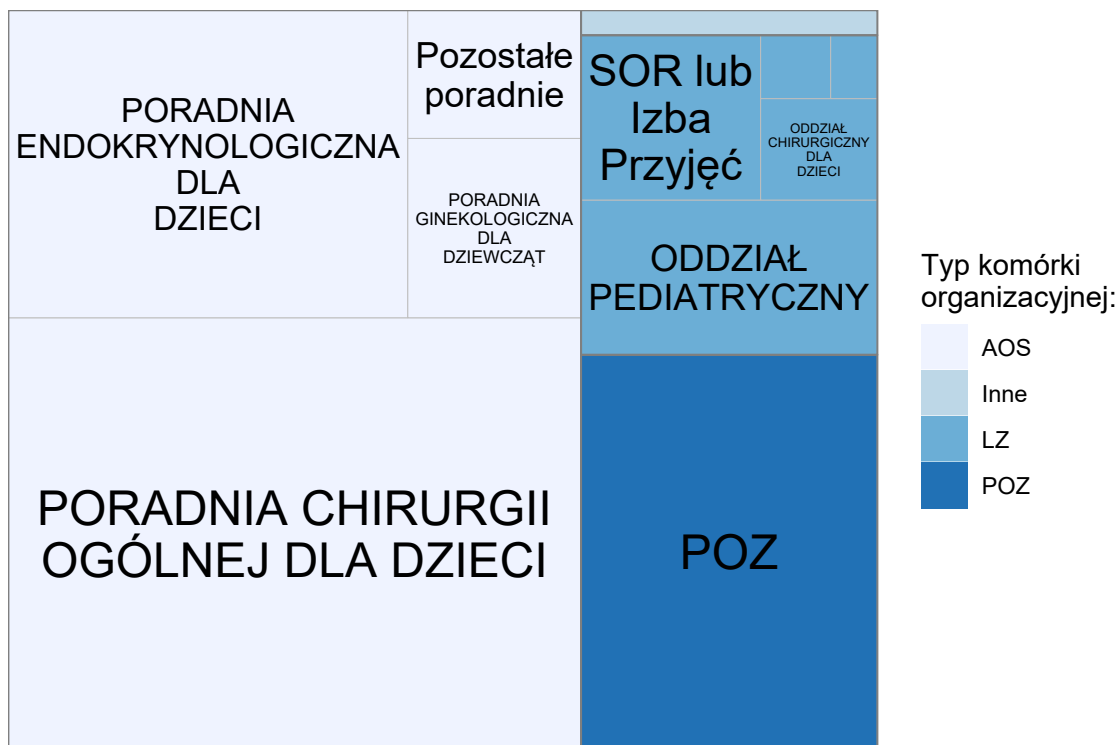 PORADNIA
ENDOKRYNOLOGICZNA
DLA
DZIECI
Pozostałe
poradnie
PORADNIA
GINEKOLOGICZNA
DLA
DZIEWCZĄT
PORADNIA CHIRURGII
OGÓLNEJ DLA DZIECI
SOR lub
Izba
Przyjęć
ODDZIAŁ
CHIRURGICZNY
DLA
DZIECI
ODDZIAŁ
PEDIATRYCZNY
POZ
Typ komórki
organizacyjnej:
AOS
Inne
LZ
POZ